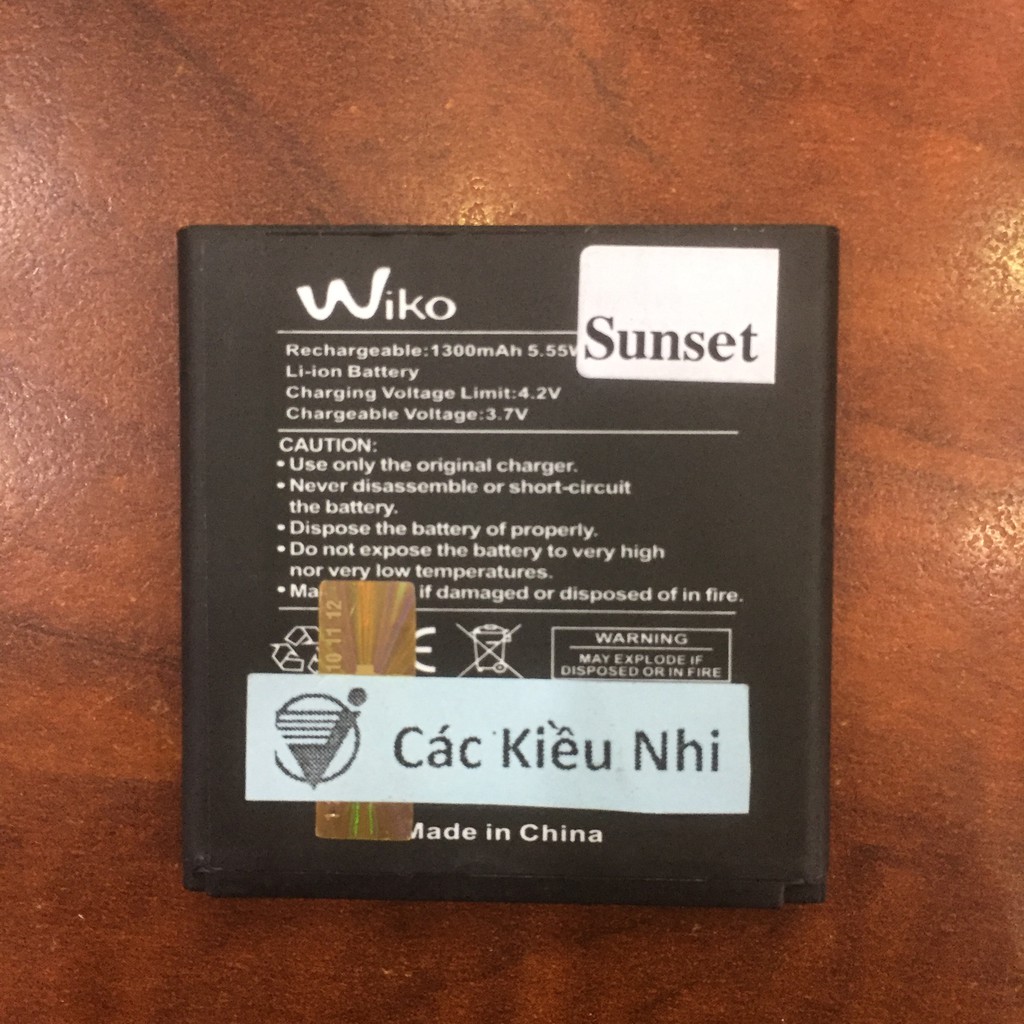 Wiko
Sunset
Rechargeable:1300mAh 5.55
Li-ion Battery
Charging Voltage Limit:4.2V
Chargeable Voltage:3.7V
CAUTION:
• Use only the original charger.
• Never disassemble or short-circuit
the battery.
• Dispose the battery of properly.
• Do not expose the battery to very high
nor very low temperatures.
• if damaged or disposed of in fire.
10 11 12
WARNING
MAY EXPLODE IF
DISPOSED OR IN FIRE
Các Kiều Nhi
Made in China